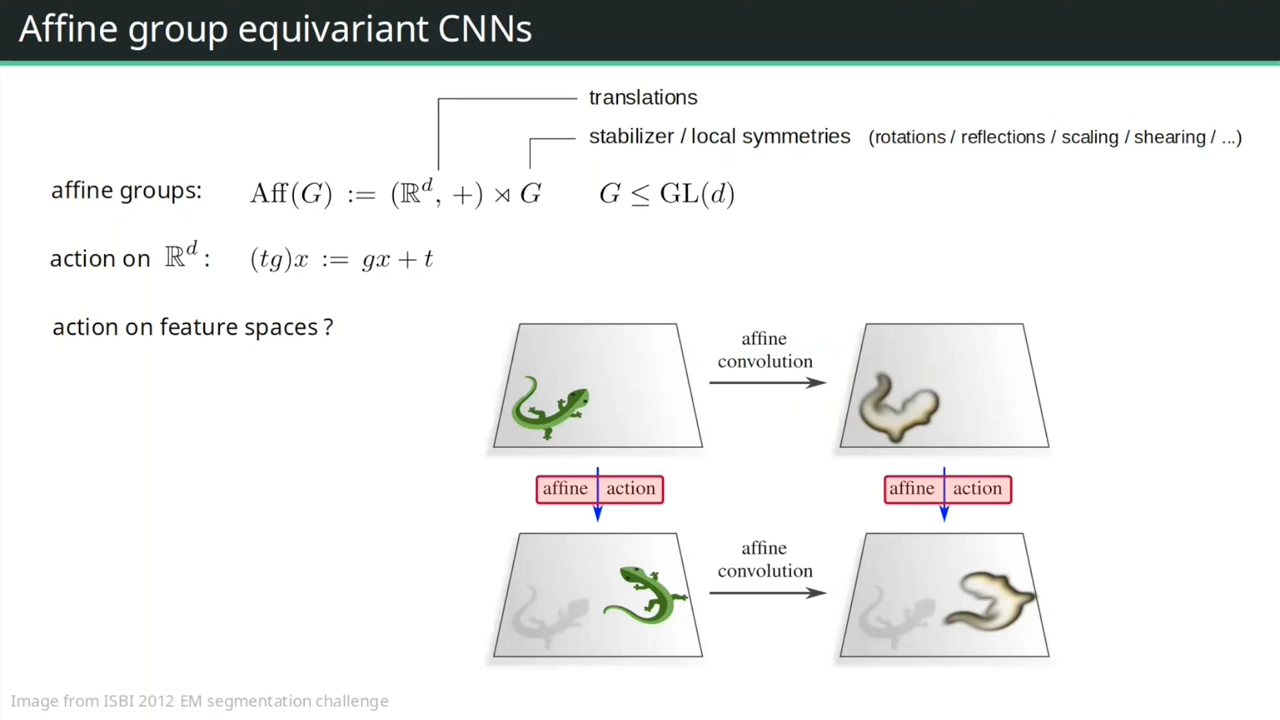 Affine group equivariant CNNs
translations
stabilizer / local symmetries (rotations / reflections / scaling / shearing / ...)
affine groups: Aff(G) := (ℝᵈ, +) ⋊ G G ≤ GL(d)
action on ℝᵈ : (tg)x := gx + t
action on feature spaces ?
affine
convolution
affine action
affine action
affine
convolution
Image from ISBI 2012 EM segmentation challenge